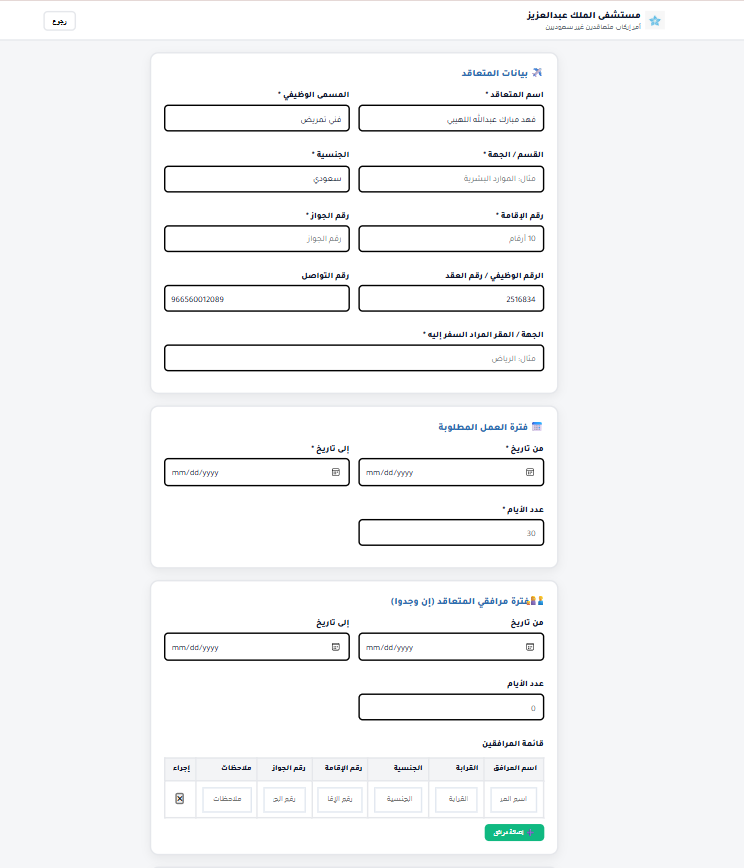 مستشفى الملك عبدالعزيز
أمر إركاب متعاقدين غير سعوديين
رجوع
بيانات المتعاقد
اسم المتعاقد *
المسمى الوظيفي *
فهد مبارك عبدالله اللهيبي
فني تمريض
القسم / الجهة *
الجنسية *
مثال: الموارد البشرية
سعودي
رقم الإقامة *
رقم الجواز *
10 أرقام
رقم الجواز
الرقم الوظيفي / رقم العقد
رقم التواصل
2516834
966560012089
الجهة / المقر المراد السفر إليه *
مثال: الرياض
فترة العمل المطلوبة
من تاريخ *
إلى تاريخ *
mm/dd/yyyy
mm/dd/yyyy
عدد الأيام *
30
فترة مرافقي المتعاقد (إن وجدوا)
من تاريخ
إلى تاريخ
mm/dd/yyyy
mm/dd/yyyy
عدد الأيام
0
قائمة المرافقين
اسم المرافق القرابة الجنسية رقم الإقامة رقم الجواز ملاحظات إجراء
اسم المر القرابة الجنسية رقم الإقا رقم الج ملاحظات
إضافة مرافق